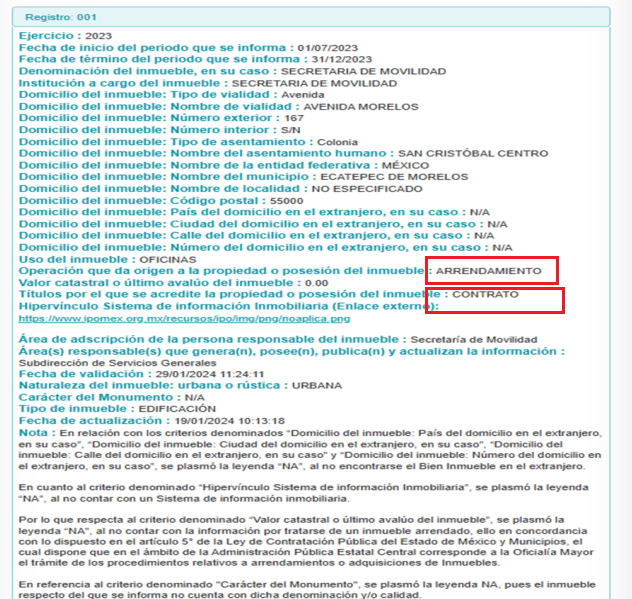 Registro: 001
Ejercicio : 2023
Fecha de inicio del periodo que se informa : 01/07/2023
Fecha de término del periodo que se informa : 31/12/2023
Denominación del inmueble, en su caso : SECRETARIA DE MOVILIDAD
Institución a cargo del inmueble : SECRETARIA DE MOVILIDAD
Domicilio del inmueble: Tipo de vialidad : Avenida
Domicilio del inmueble: Nombre de vialidad : AVENIDA MORELOS
Domicilio del inmueble: Número exterior : 167
Domicilio del inmueble: Número interior : S/N
Domicilio del inmueble: Tipo de asentamiento : Colonia
Domicilio del inmueble: Nombre del asentamiento humano : SAN CRISTÓBAL CENTRO
Domicilio del inmueble: Nombre de la entidad federativa : MÉXICO
Domicilio del inmueble: Nombre del municipio : ECATEPEC DE MORELOS
Domicilio del inmueble: Nombre de localidad : NO ESPECIFICADO
Domicilio del inmueble: Código postal : 55000
Domicilio del inmueble: País del domicilio en el extranjero, en su caso : N/A
Domicilio del inmueble: Ciudad del domicilio en el extranjero, en su caso : N/A
Domicilio del inmueble: Calle del domicilio en el extranjero, en su caso : N/A
Domicilio del inmueble: Número del domicilio en el extranjero, en su caso : N/A
Uso del inmueble : OFICINAS
Operación que da origen a la propiedad o posesión del inmueble : ARRENDAMIENTO
Valor catastral o último avalúo del inmueble : 0.00
Títulos por el que se acredite la propiedad o posesión del inmueble : CONTRATO
Hipervínculo Sistema de información Inmobiliaria (Enlace externo):
https://www.ipomex.org.mx/recursos/ipo/img/png/noaplica.png
Área de adscripción de la persona responsable del inmueble : Secretaría de Movilidad
Área(s) responsable(s) que genera(n), posee(n), publica(n) y actualizan la información :
Subdirección de Servicios Generales
Fecha de validación : 29/01/2024 11:24:11
Naturaleza del inmueble: urbana o rústica : URBANA
Carácter del Monumento : N/A
Tipo de inmueble : EDIFICACIÓN
Fecha de actualización : 19/01/2024 10:13:18
Nota : En relación con los criterios denominados “Domicilio del inmueble: País del domicilio en el extranjero,
en su caso”, “Domicilio del inmueble: Ciudad del domicilio en el extranjero, en su caso”, “Domicilio del
inmueble: Calle del domicilio en el extranjero, en su caso” y “Domicilio del inmueble: Número del domicilio en
el extranjero, en su caso”, se plasmó la leyenda “NA”, al no encontrarse el Bien Inmueble en el extranjero.
En cuanto al criterio denominado “Hipervínculo Sistema de información Inmobiliaria”, se plasmó la leyenda
“NA”, al no contar con un Sistema de información inmobiliaria.
Por lo que respecta al criterio denominado “Valor catastral o último avalúo del inmueble”, se plasmó la
leyenda “NA”, al no contar con la información por tratarse de un inmueble arrendado, ello en concordancia
con lo dispuesto en el artículo 5° de la Ley de Contratación Pública del Estado de México y Municipios, el
cual dispone que en el ámbito de la Administración Pública Estatal Central corresponde a la Oficialía Mayor
el trámite de los procedimientos relativos a arrendamientos o adquisiciones de Inmuebles.
En referencia al criterio denominado "Carácter del Monumento", se plasmó la leyenda NA, pues el inmueble
respecto del que se informa no cuenta con dicha denominación y/o calidad.